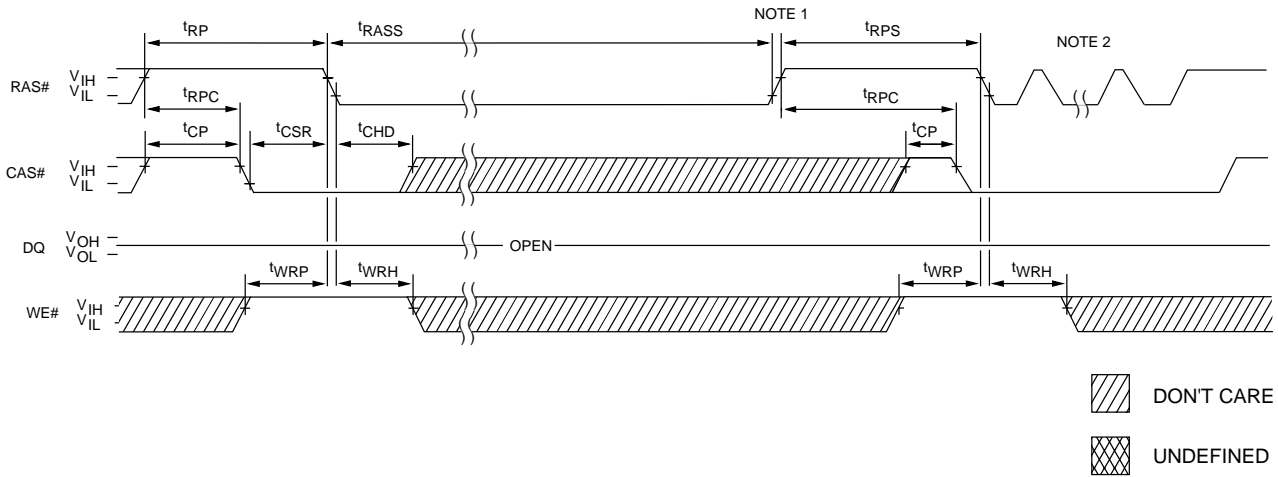 NOTE 1
tRP
tRASS
tRPS
NOTE 2
RAS#
VIH
VIL
tRPC
tRPC
tCP
tCSR
tCHD
tCP
CAS#
VIH
VIL
DQ
VOH
VOL
OPEN
tWRP
tWRH
tWRP
tWRH
WE#
VIH
VIL
DON'T CARE
UNDEFINED